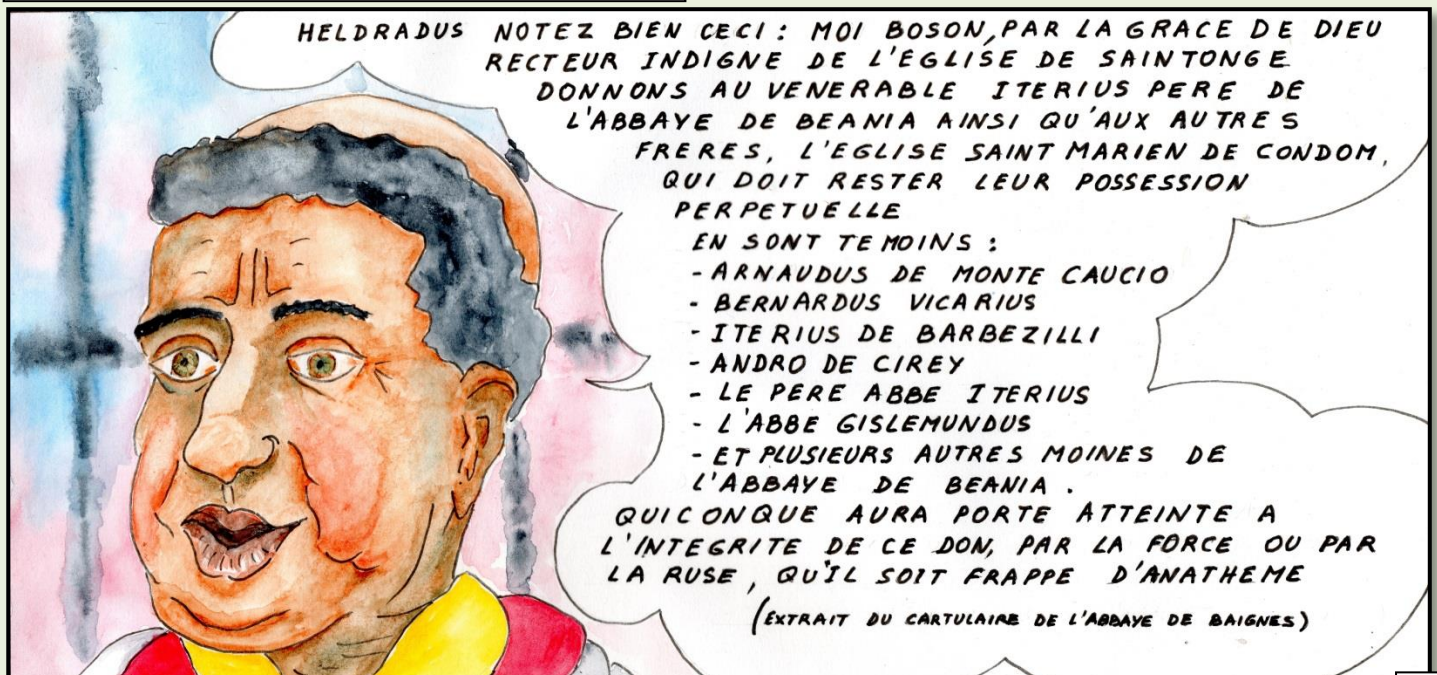 HELDRADUS NOTEZ BIEN CECI : MOI BOSON, PAR LA GRACE DE DIEU
RECTEUR INDIGNE DE L'EGLISE DE SAINTONGE
DONNONS AU VENERABLE ITERIUS PERE DE
L'ABBAYE DE BEANIA AINSI QU'AUX AUTRES
FRERES, L'EGLISE SAINT MARIEN DE CONDOM,
QUI DOIT RESTER LEUR POSSESSION
PERPETUELLE
EN SONT TEMOINS :
- ARNAUDUS DE MONTE CAUCIO
- BERNARDUS VICARIUS
- ITERIUS DE BARBEZILLI
- ANDRO DE CIREY
- LE PERE ABBE ITERIUS
- L'ABBE GISLEMUNDUS
- ET PLUSIEURS AUTRES MOINES DE
L'ABBAYE DE BEANIA .
QUICONQUE AURA PORTE ATTEINTE A
L'INTEGRITE DE CE DON, PAR LA FORCE OU PAR
LA RUSE, QU'IL SOIT FRAPPE D'ANATHEME
(EXTRAIT DU CARTULAIRE DE L'ABBAYE DE BAIGNES)